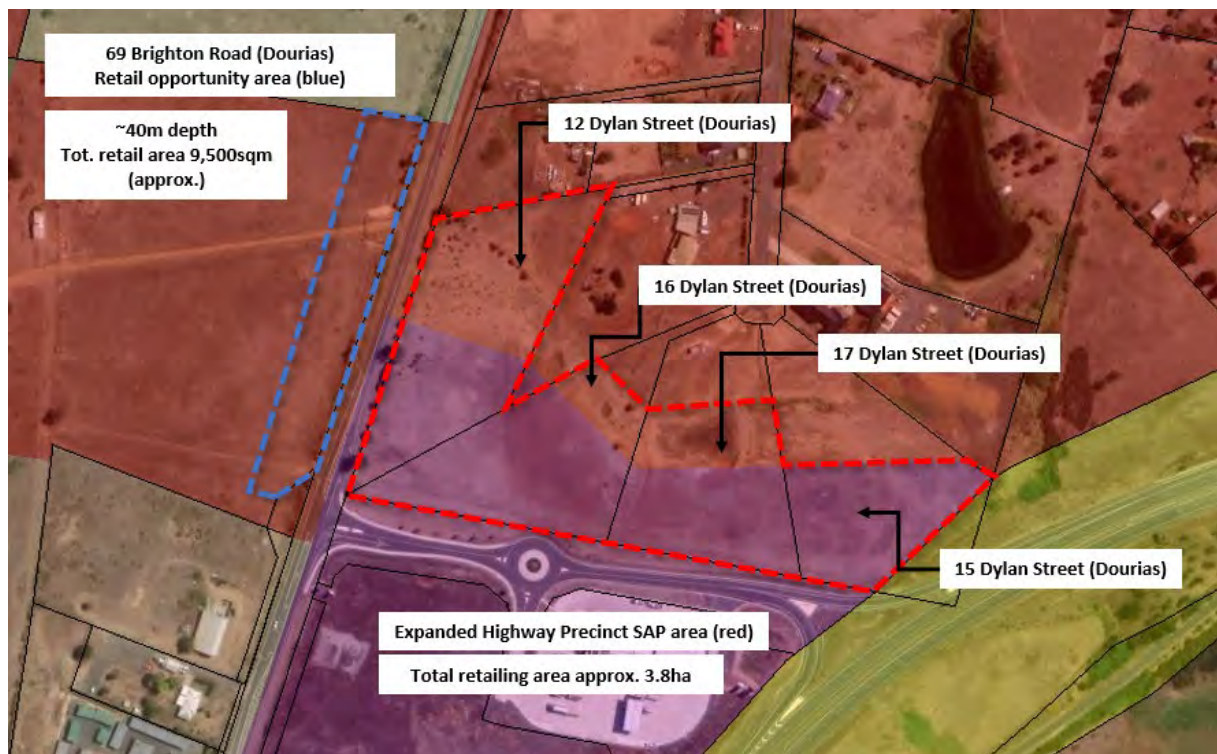 69 Brighton Road (Dourias)
Retail opportunity area (blue)
~40m depth
Tot. retail area 9,500sqm
(approx.)
12 Dylan Street (Dourias)
16 Dylan Street (Dourias)
17 Dylan Street (Dourias)
15 Dylan Street (Dourias)
Expanded Highway Precinct SAP area (red)
Total retailing area approx. 3.8ha